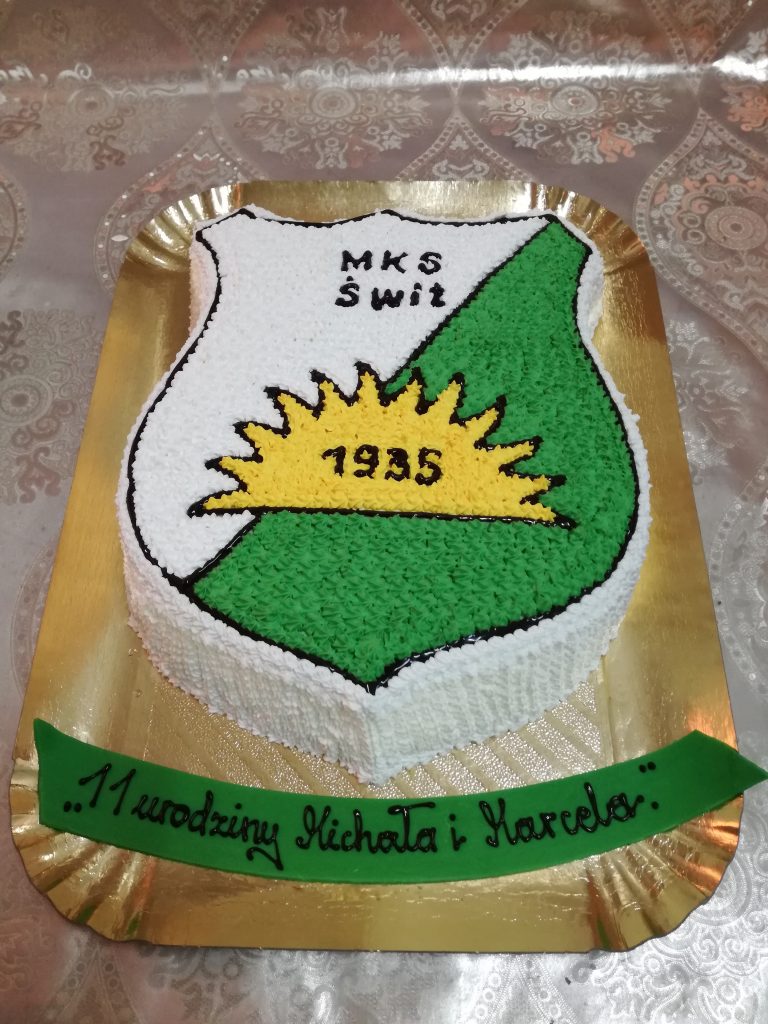 MKS
Świt
1935
„11 urodziny Michała i Marcela."